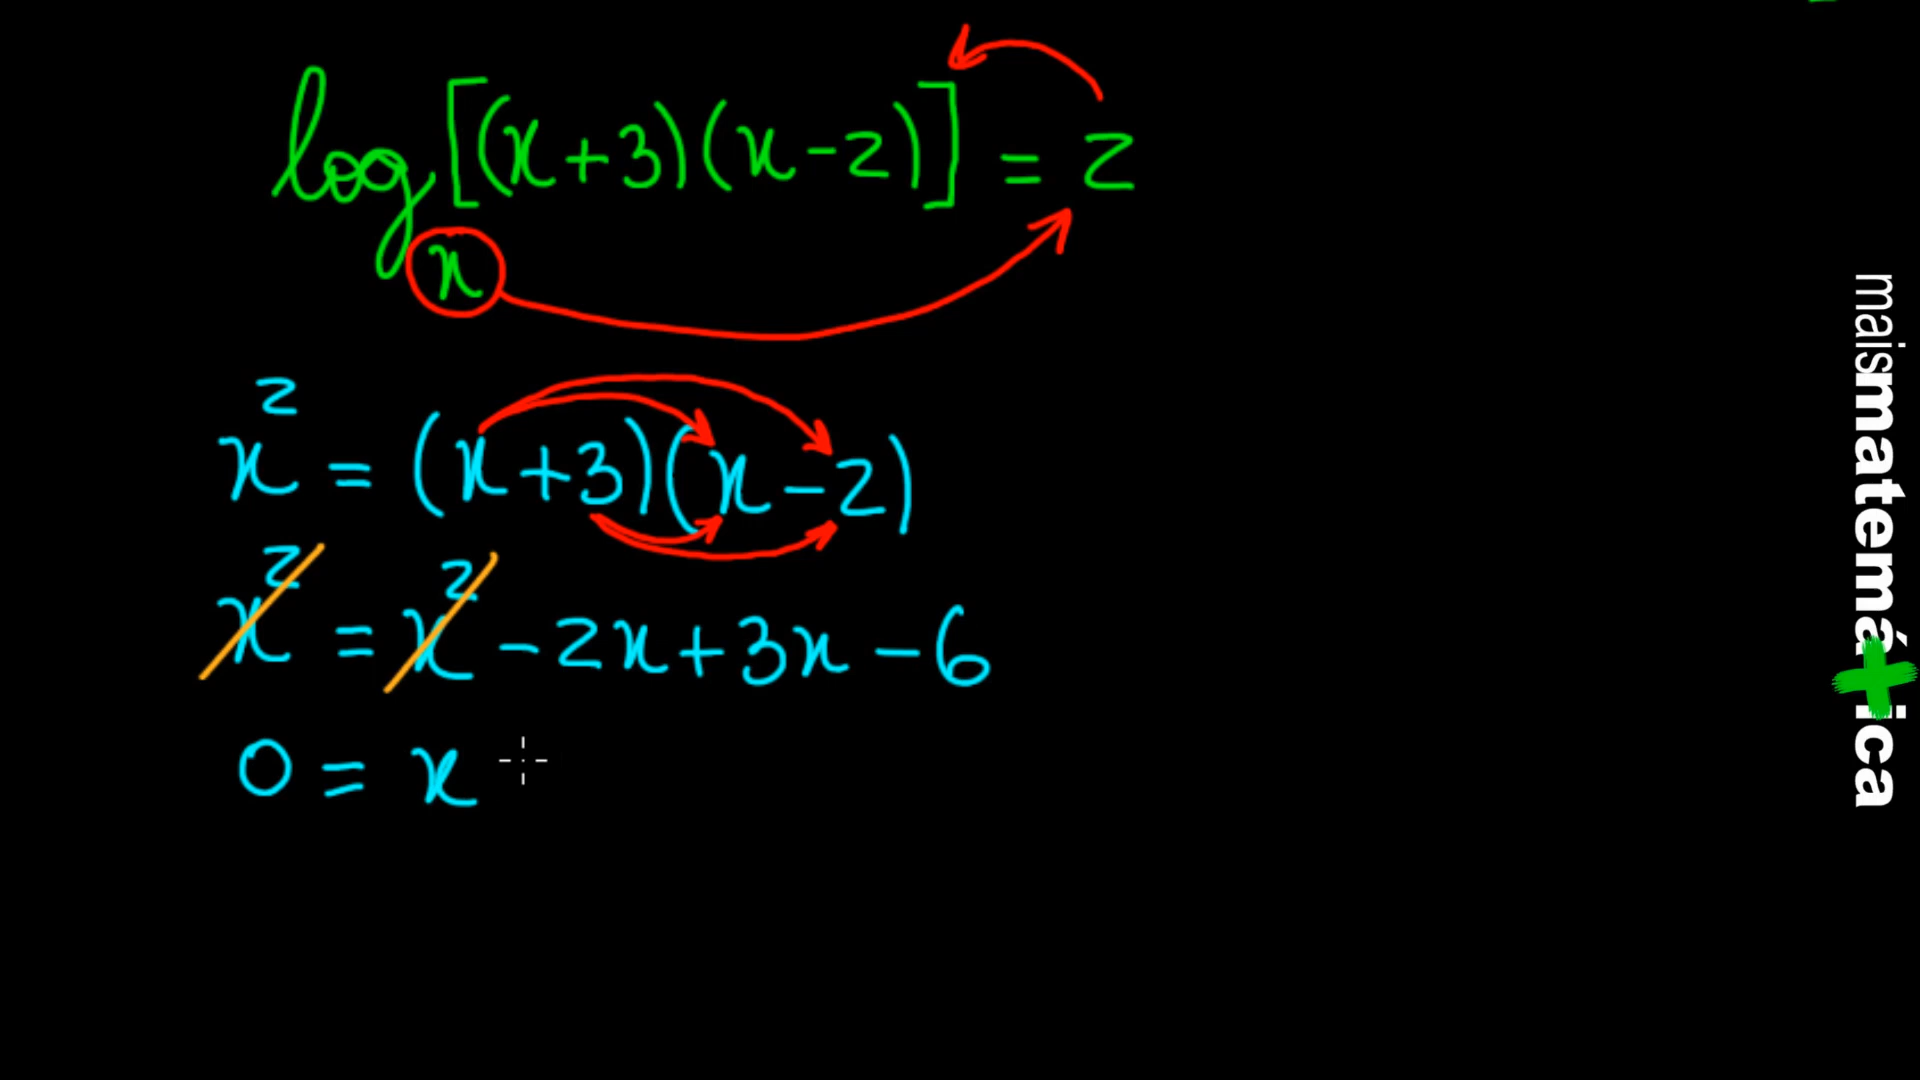 log_x [(x+3)(x-2)] = 2
x² = (x+3)(x-2)
x² = x² - 2x + 3x - 6
0 = x
maismatemática